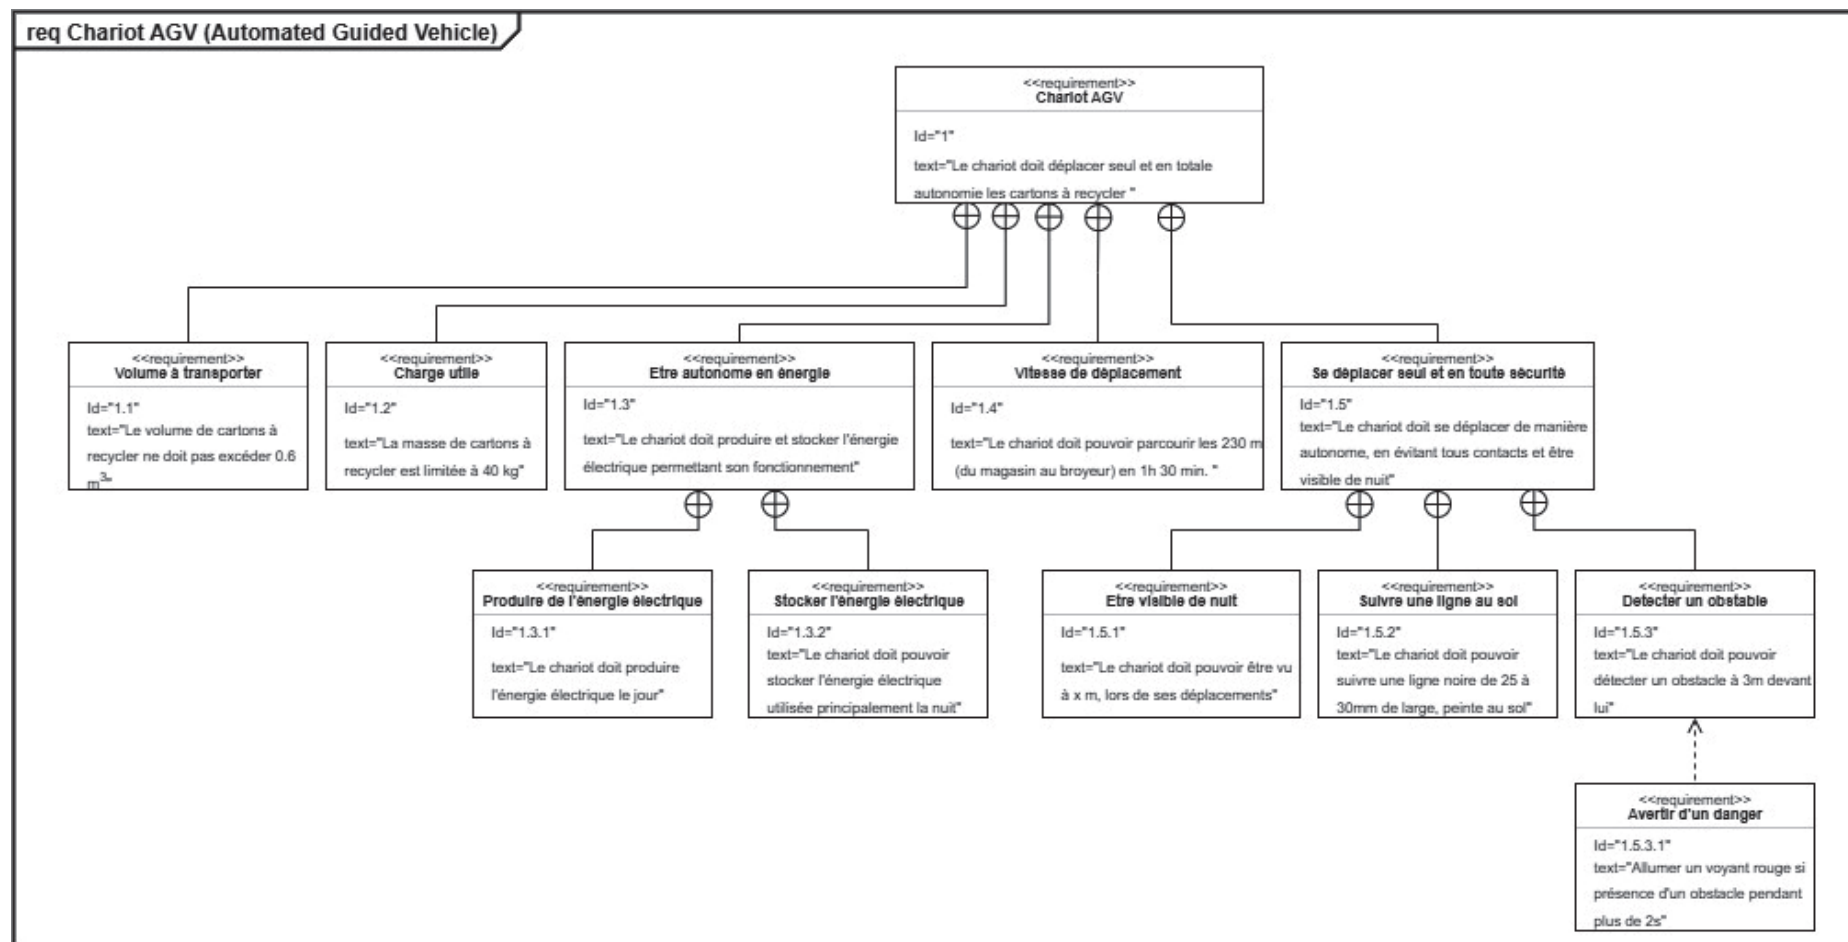 req Chariot AGV (Automated Guided Vehicle)
<<requirement>>
Chariot AGV
Id="1"
text="Le chariot doit déplacer seul et en totale
autonomie les cartons à recycler "
<<requirement>>
Volume à transporter
Id="1.1"
text="Le volume de cartons à
recycler ne doit pas excéder 0.6
m³"
<<requirement>>
Charge utile
Id="1.2"
text="La masse de cartons à
recycler est limitée à 40 kg"
<<requirement>>
Etre autonome en énergie
Id="1.3"
text="Le chariot doit produire et stocker l'énergie
électrique permettant son fonctionnement"
<<requirement>>
Vitesse de déplacement
Id="1.4"
text="Le chariot doit pouvoir parcourir les 230 m
(du magasin au broyeur) en 1h 30 min. "
<<requirement>>
Se déplacer seul et en toute sécurité
Id="1.5"
text="Le chariot doit se déplacer de manière
autonome, en évitant tous contacts et être
visible de nuit"
<<requirement>>
Produire de l'énergie électrique
Id="1.3.1"
text="Le chariot doit produire
l'énergie électrique le jour"
<<requirement>>
Stocker l'énergie électrique
Id="1.3.2"
text="Le chariot doit pouvoir
stocker l'énergie électrique
utilisée principalement la nuit"
<<requirement>>
Etre visible de nuit
Id="1.5.1"
text="Le chariot doit pouvoir être vu
à x m, lors de ses déplacements"
<<requirement>>
Suivre une ligne au sol
Id="1.5.2"
text="Le chariot doit pouvoir
suivre une ligne noire de 25 à
30mm de large, peinte au sol"
<<requirement>>
Detecter un obstable
Id="1.5.3"
text="Le chariot doit pouvoir
détecter un obstacle à 3m devant
lui"
<<requirement>>
Avertir d'un danger
Id="1.5.3.1"
text="Allumer un voyant rouge si
présence d'un obstacle pendant
plus de 2s"